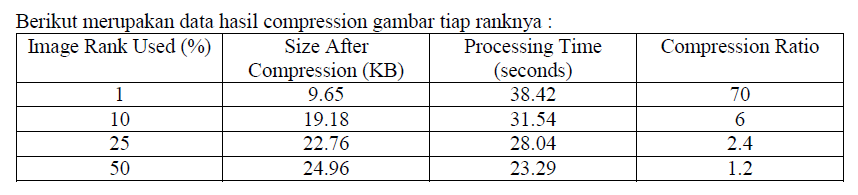 Berikut merupakan data hasil compression gambar tiap ranknya :
Image Rank Used (%) Size After Compression (KB) Processing Time (seconds) Compression Ratio
1 9.65 38.42 70
10 19.18 31.54 6
25 22.76 28.04 2.4
50 24.96 23.29 1.2